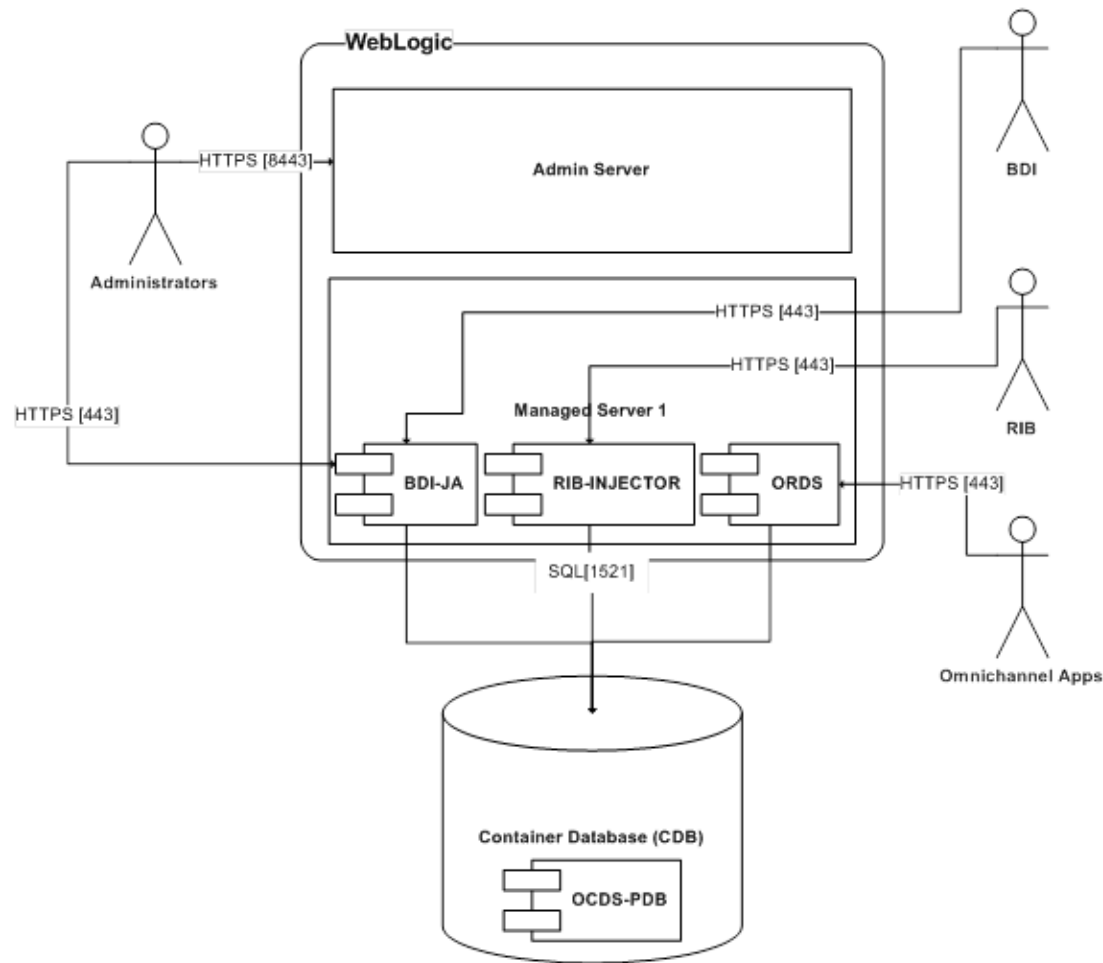 WebLogic
BDI
HTTPS [8443]
Admin Server
Administrators
HTTPS [443]
HTTPS [443]
HTTPS [443]
Managed Server 1
RIB
BDI-JA
RIB-INJECTOR
ORDS
HTTPS [443]
SQL[1521]
Omnichannel Apps
Container Database (CDB)
OCDS-PDB